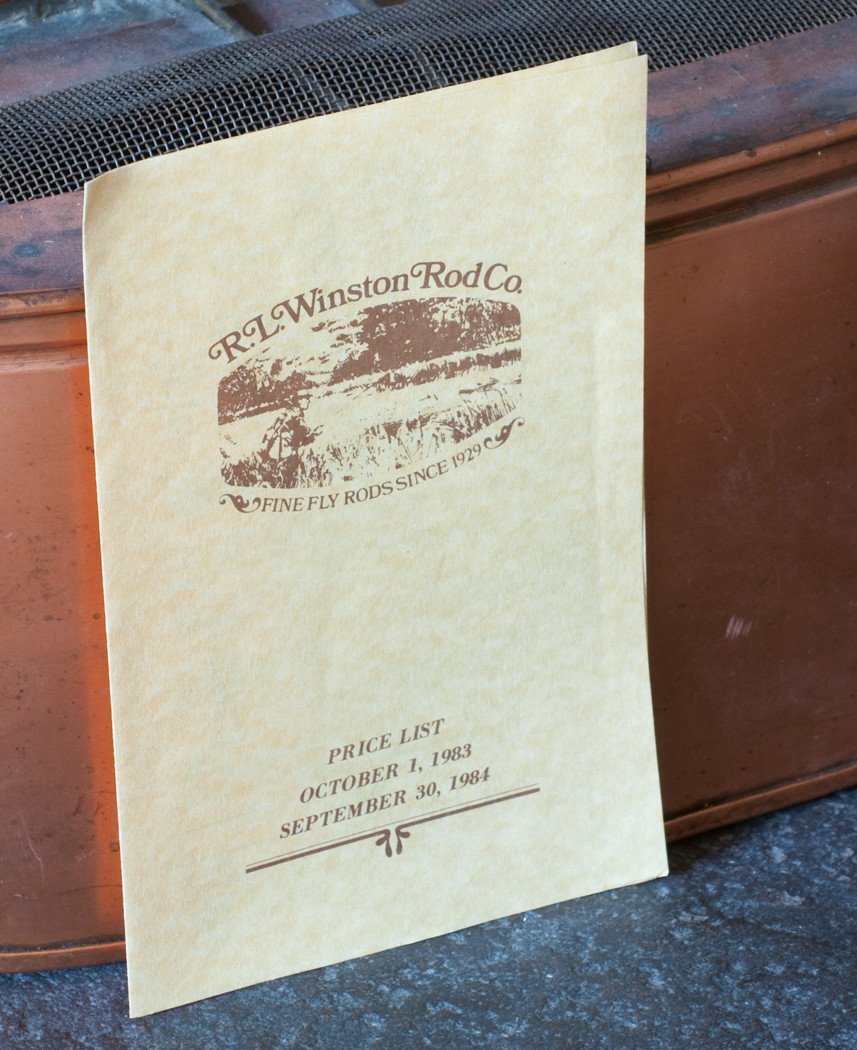 R.L. Winston Rod Co.
FINE FLY RODS SINCE 1929
PRICE LIST
OCTOBER 1, 1983
SEPTEMBER 30, 1984